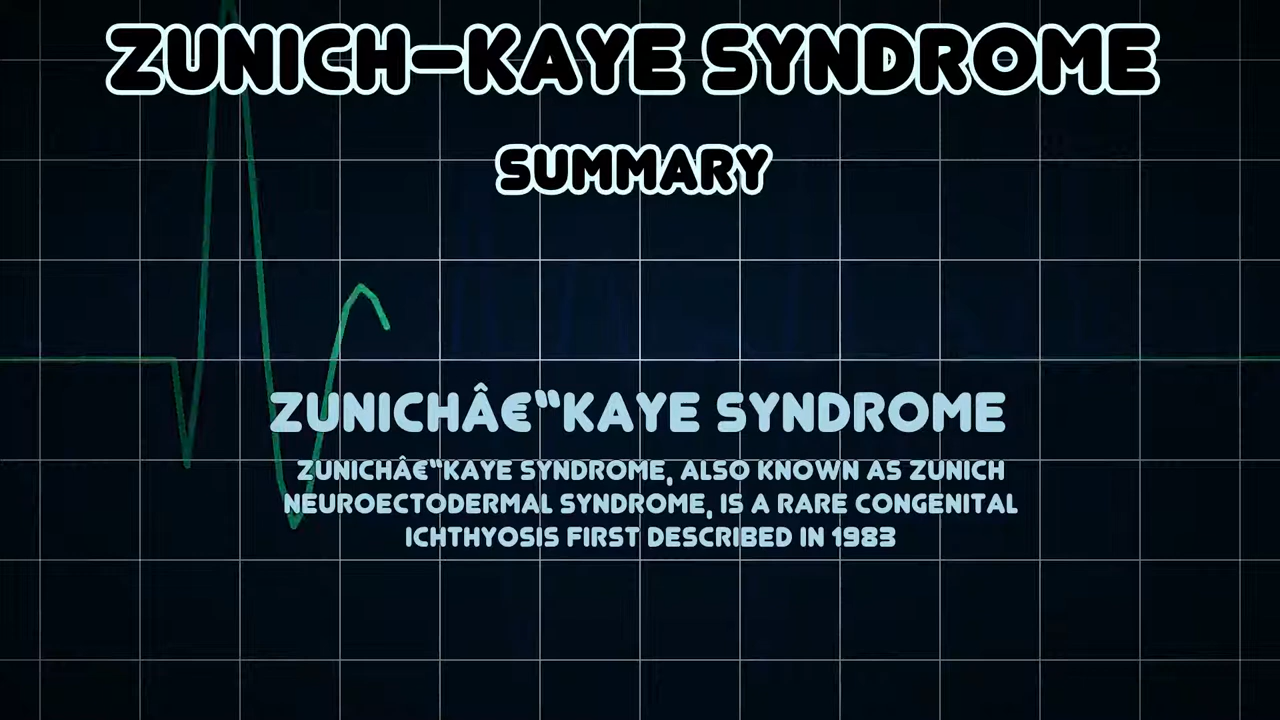 ZUNICH-KAYE SYNDROME
SUMMARY
ZUNICHÂ€“KAYE SYNDROME
ZUNICHÂ€“KAYE SYNDROME, ALSO KNOWN AS ZUNICH
NEUROECTODERMAL SYNDROME, IS A RARE CONGENITAL
ICHTHYOSIS FIRST DESCRIBED IN 1983